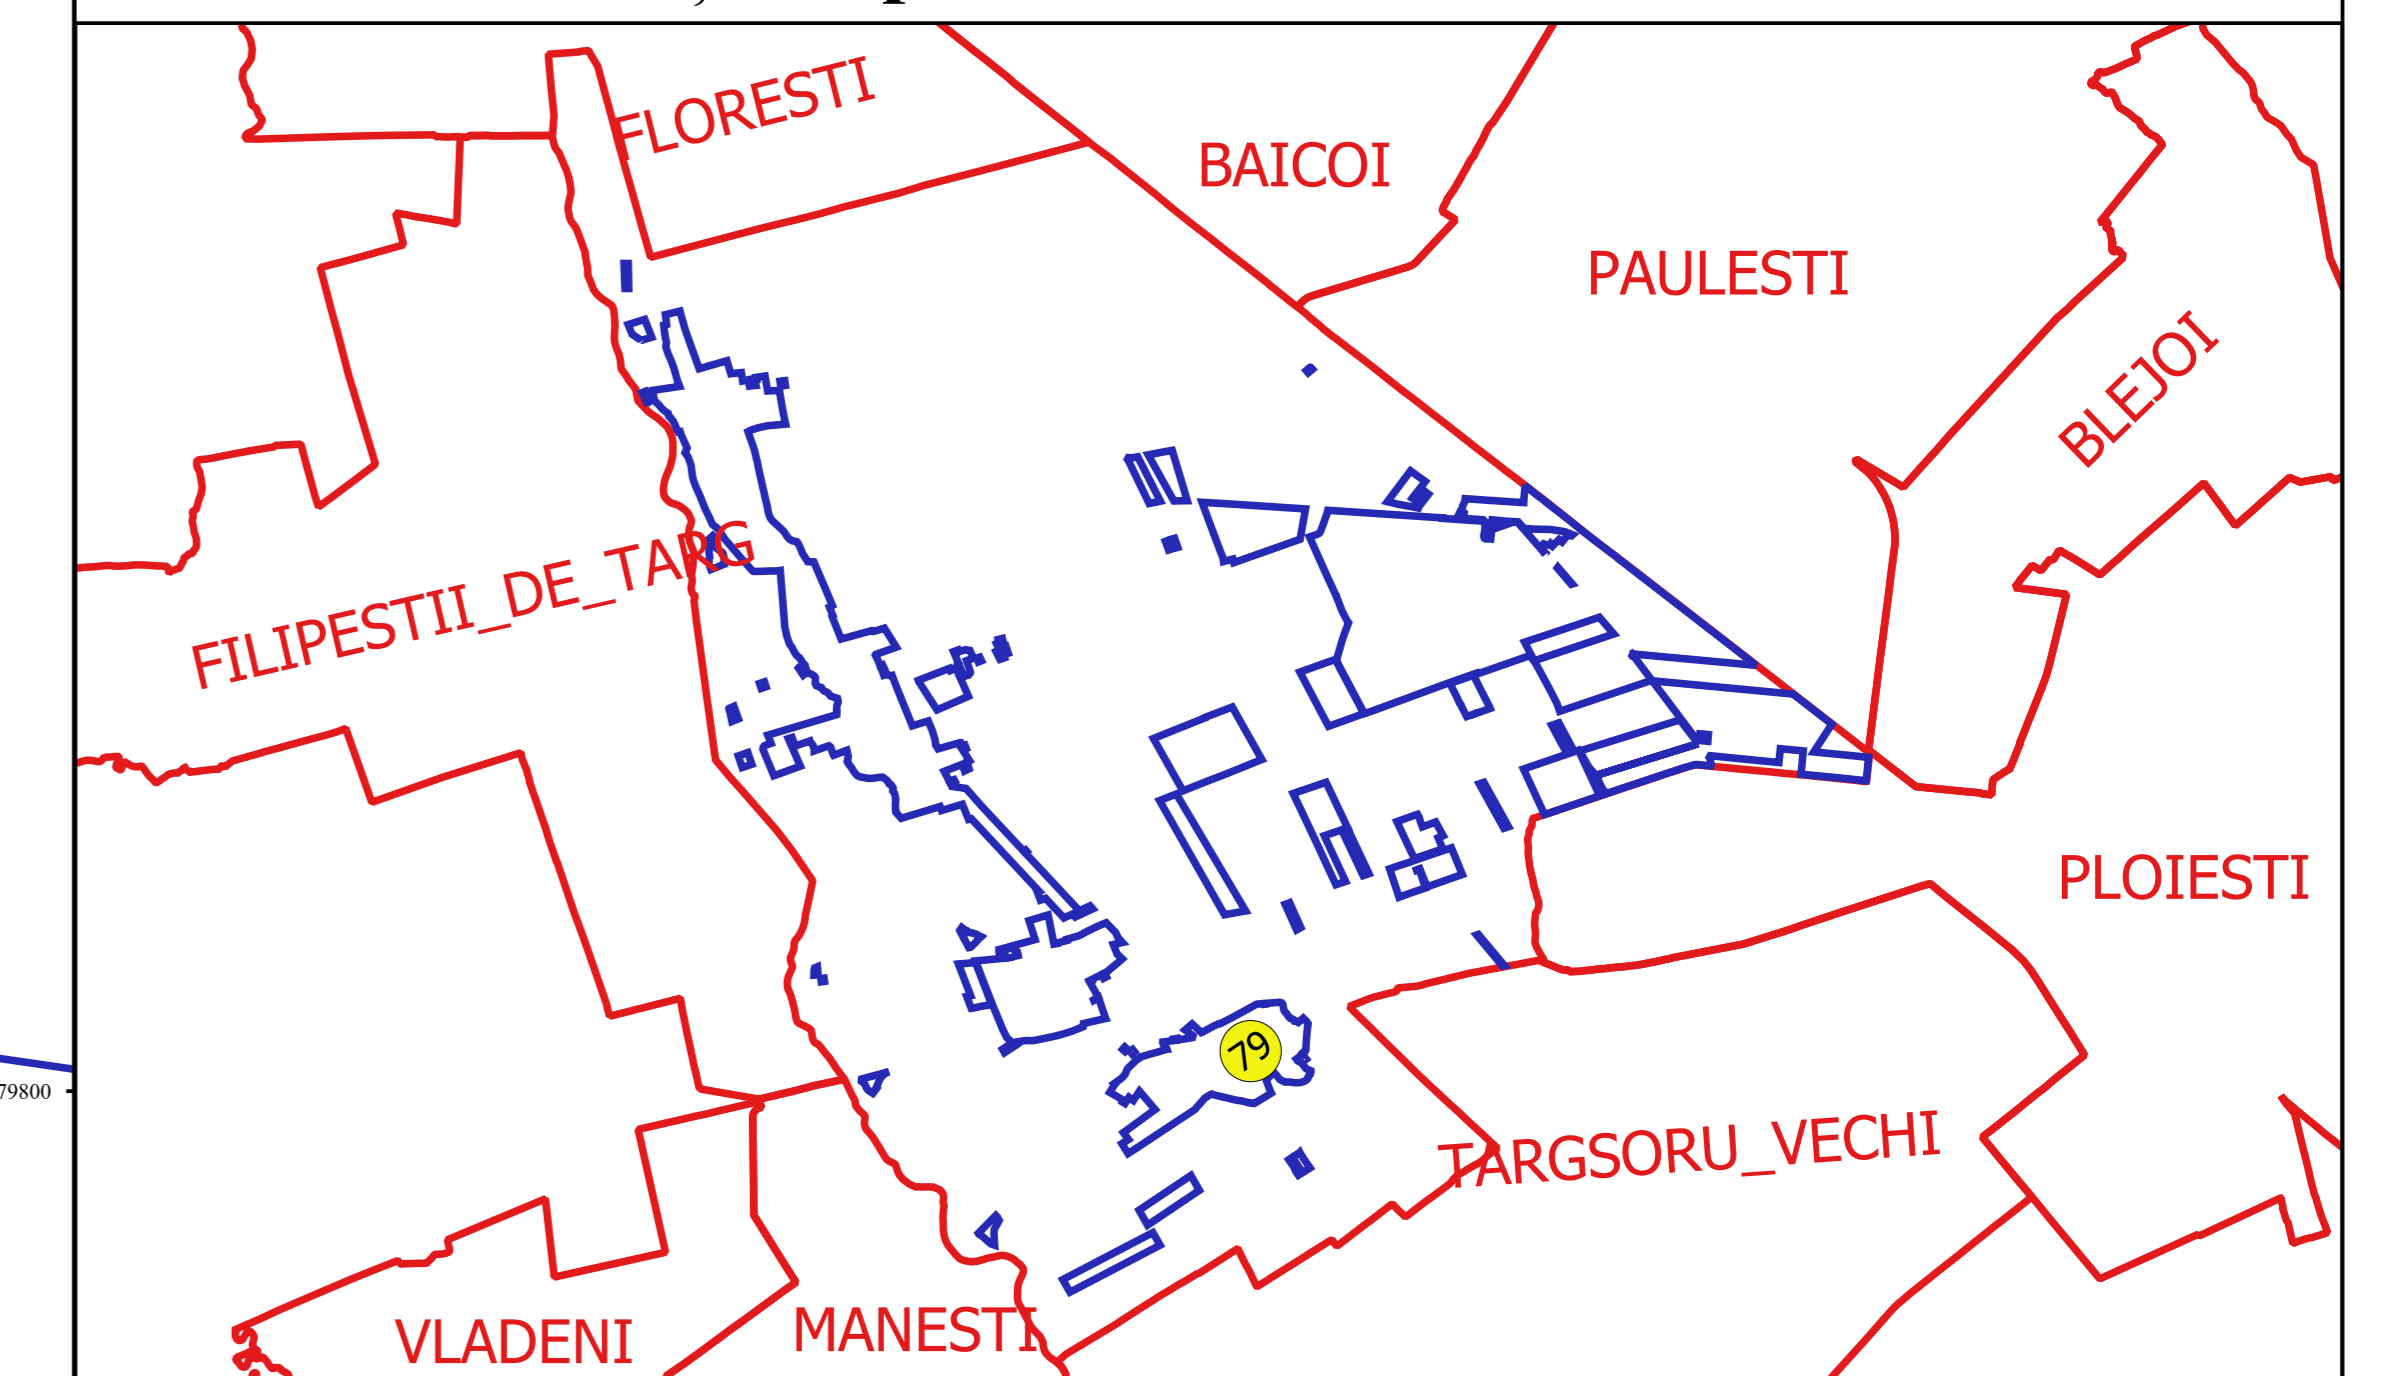 FLORESTI
BAICOI
PAULESTI
BLEJOI
FILIPESTII_DE_TARG
PLOIESTI
79
79800
TARGSORU_VECHI
MANESTI
VLADENI